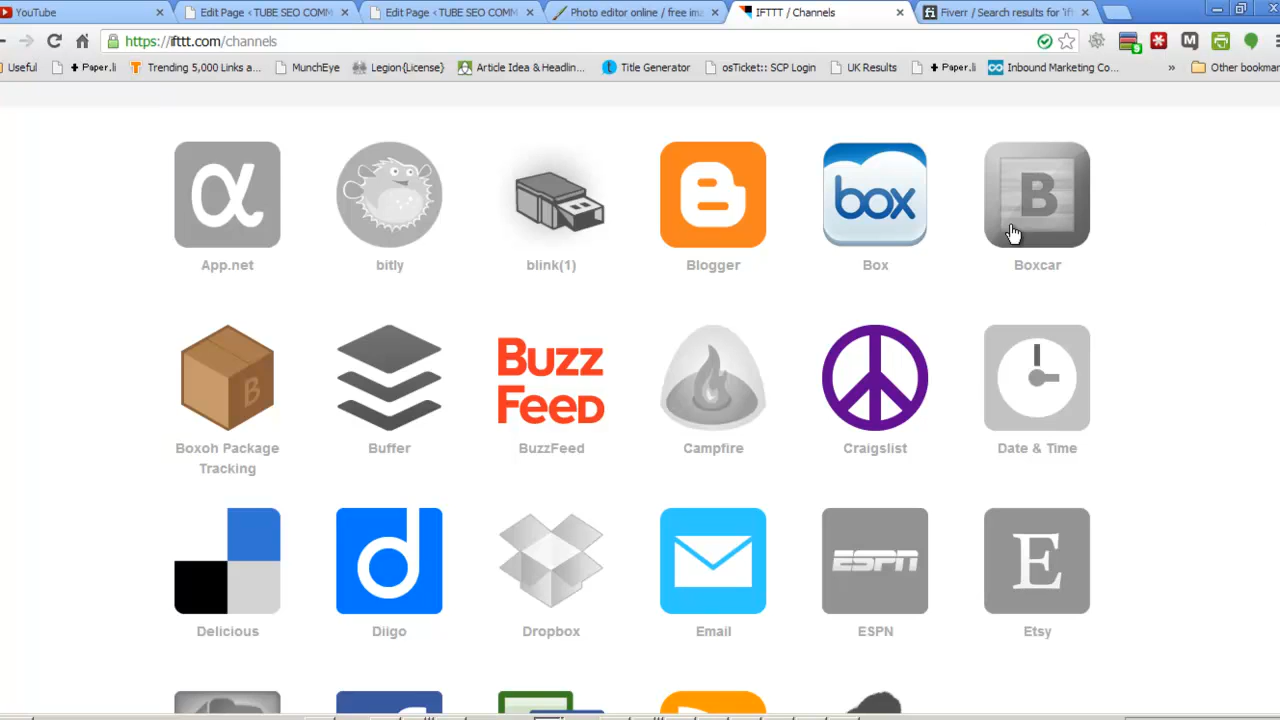 YouTube
Edit Page < TUBE SEO COMM
Edit Page < TUBE SEO COMM
Photo editor online / free ima
IFTTT / Channels
Fiverr / Search results for 'ift
https://ifttt.com/channels
Useful
+ Paper.li
Trending 5,000 Links a...
MunchEye
Legion{License}
Article Idea & Headlin...
Title Generator
osTicket:: SCP Login
UK Results
+ Paper.li
Inbound Marketing Co...
»
Other bookmar
α
B
box
B
App.net
bitly
blink(1)
Blogger
Box
Boxcar
B
BuzzFeed
Boxoh Package
Tracking
Buffer
BuzzFeed
Campfire
Craigslist
Date & Time
d
ESPN
E
Delicious
Diigo
Dropbox
Email
ESPN
Etsy